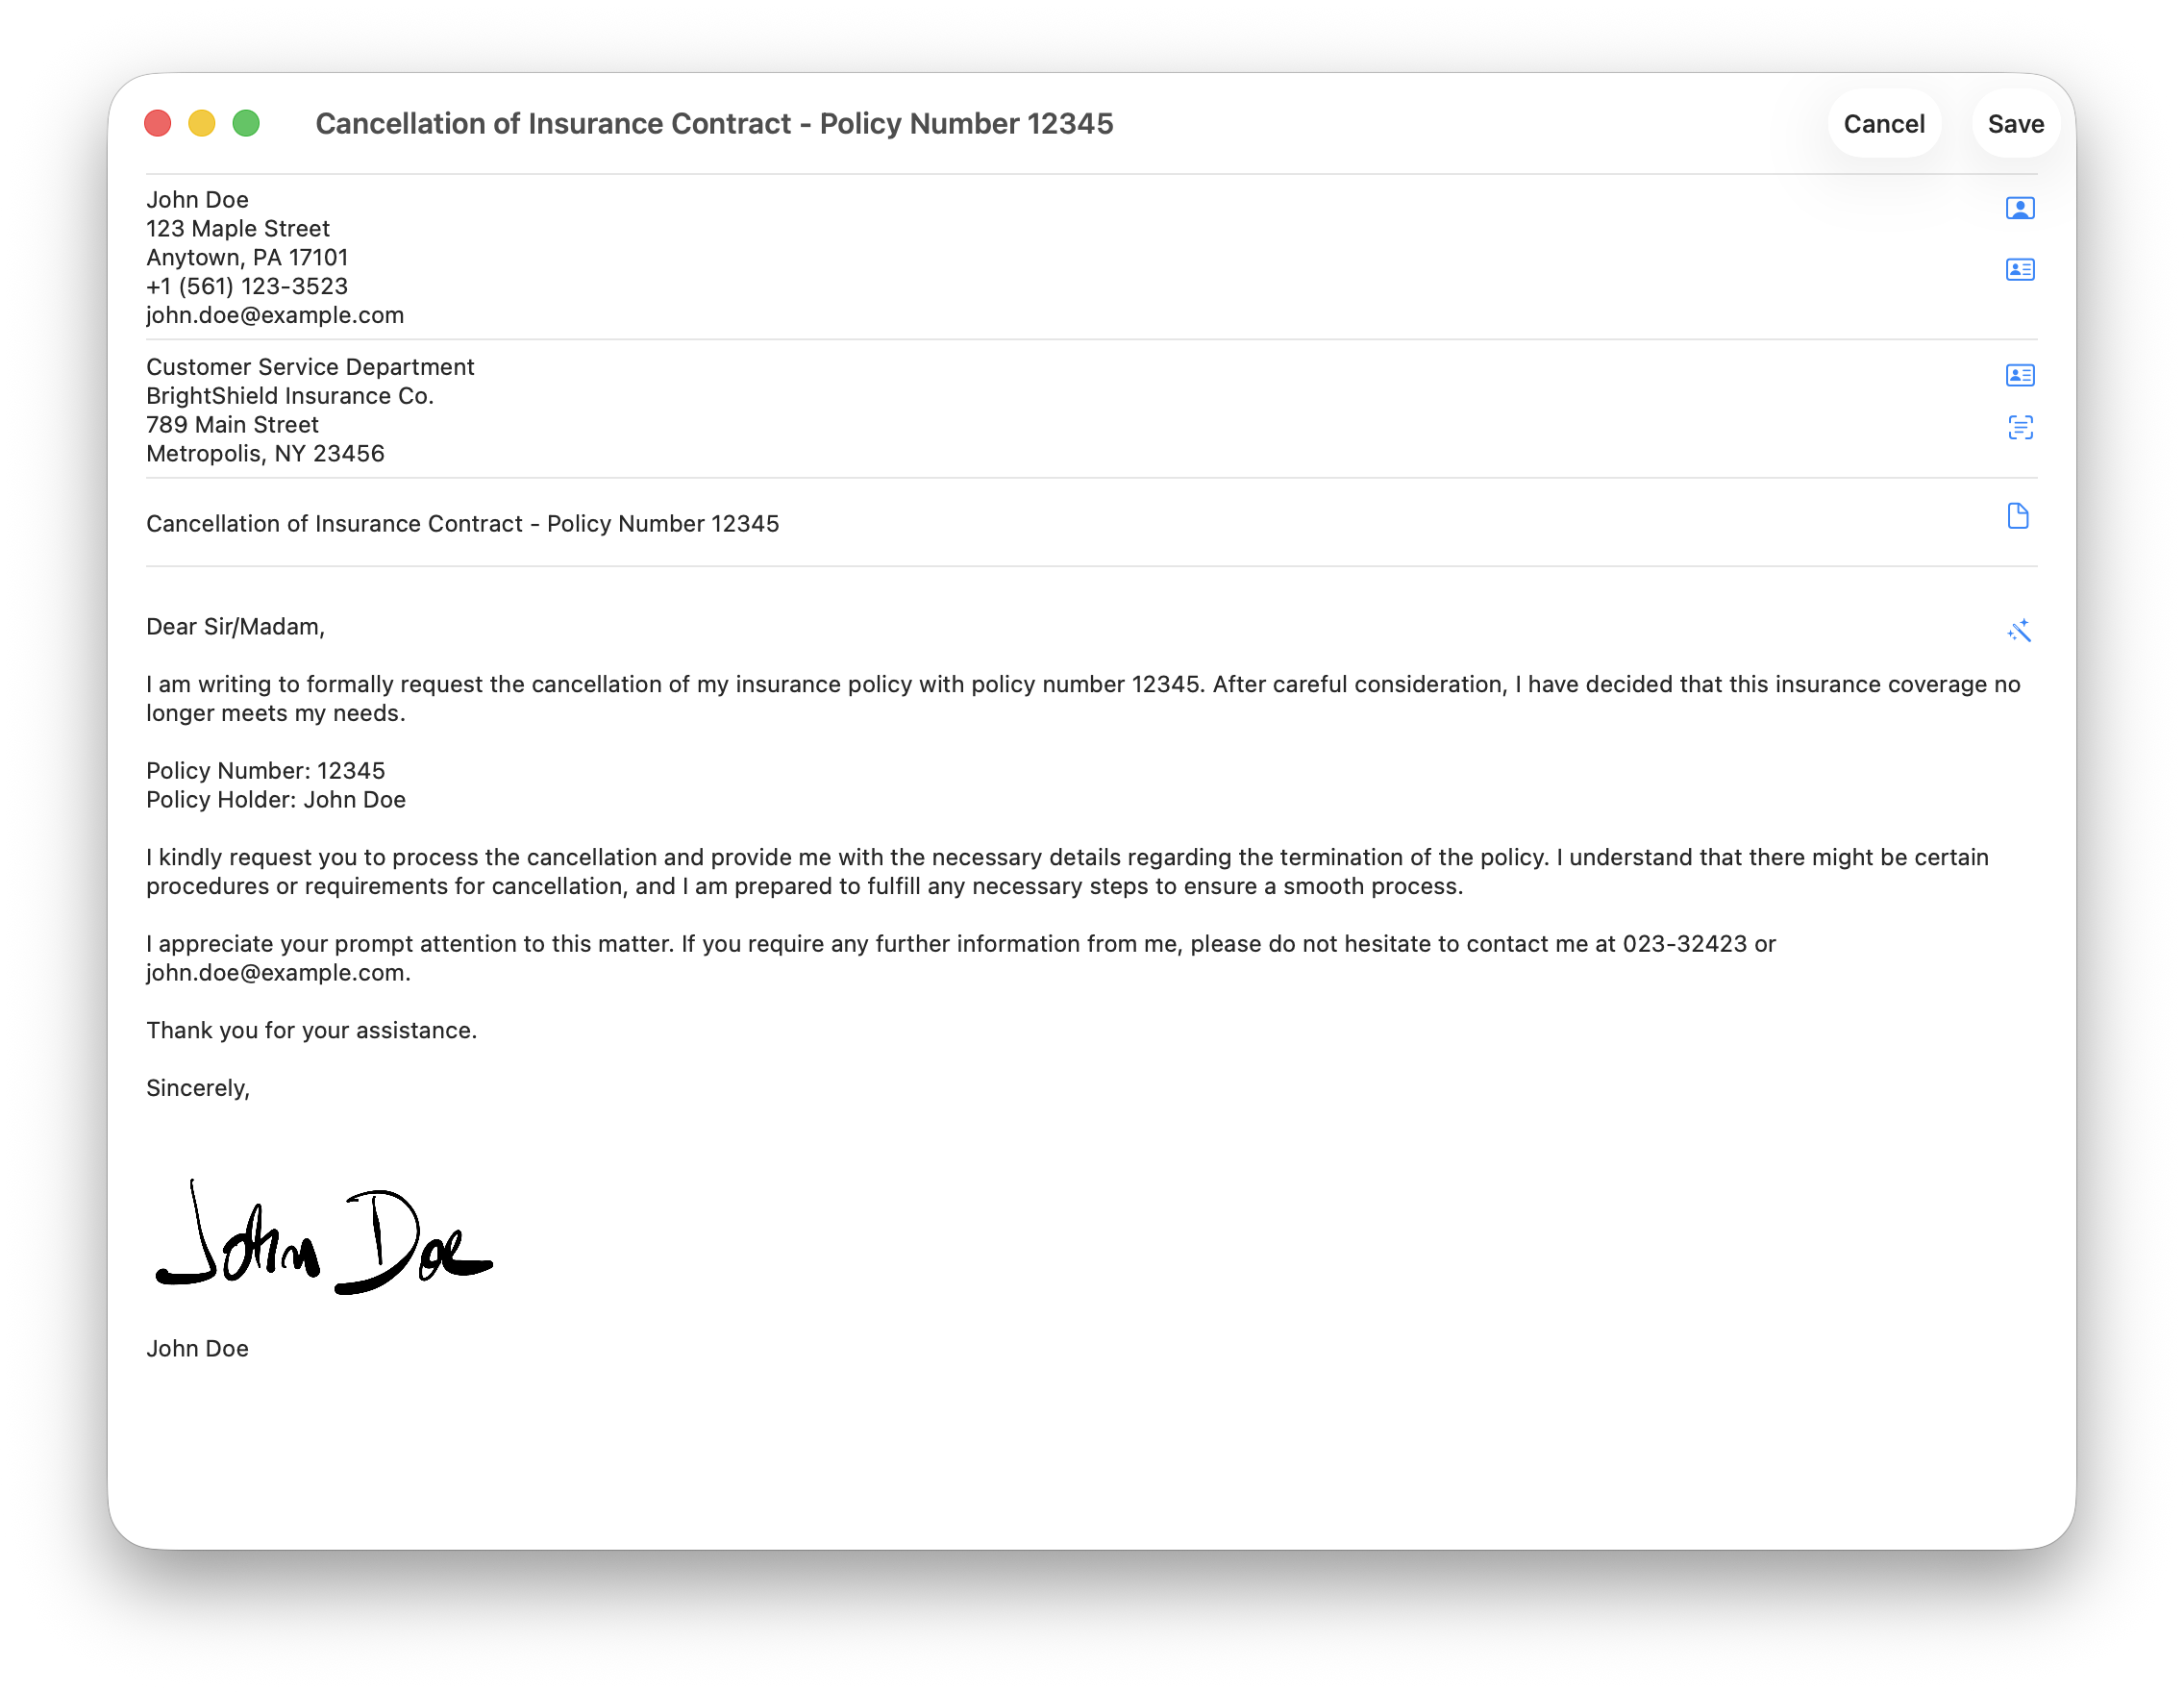 Cancellation of Insurance Contract - Policy Number 12345
Cancel
Save
John Doe
123 Maple Street
Anytown, PA 17101
+1 (561) 123-3523
john.doe@example.com
Customer Service Department
BrightShield Insurance Co.
789 Main Street
Metropolis, NY 23456
Cancellation of Insurance Contract - Policy Number 12345
Dear Sir/Madam,
I am writing to formally request the cancellation of my insurance policy with policy number 12345. After careful consideration, I have decided that this insurance coverage no
longer meets my needs.
Policy Number: 12345
Policy Holder: John Doe
I kindly request you to process the cancellation and provide me with the necessary details regarding the termination of the policy. I understand that there might be certain
procedures or requirements for cancellation, and I am prepared to fulfill any necessary steps to ensure a smooth process.
I appreciate your prompt attention to this matter. If you require any further information from me, please do not hesitate to contact me at 023-32423 or
john.doe@example.com.
Thank you for your assistance.
Sincerely,
John Doe
John Doe